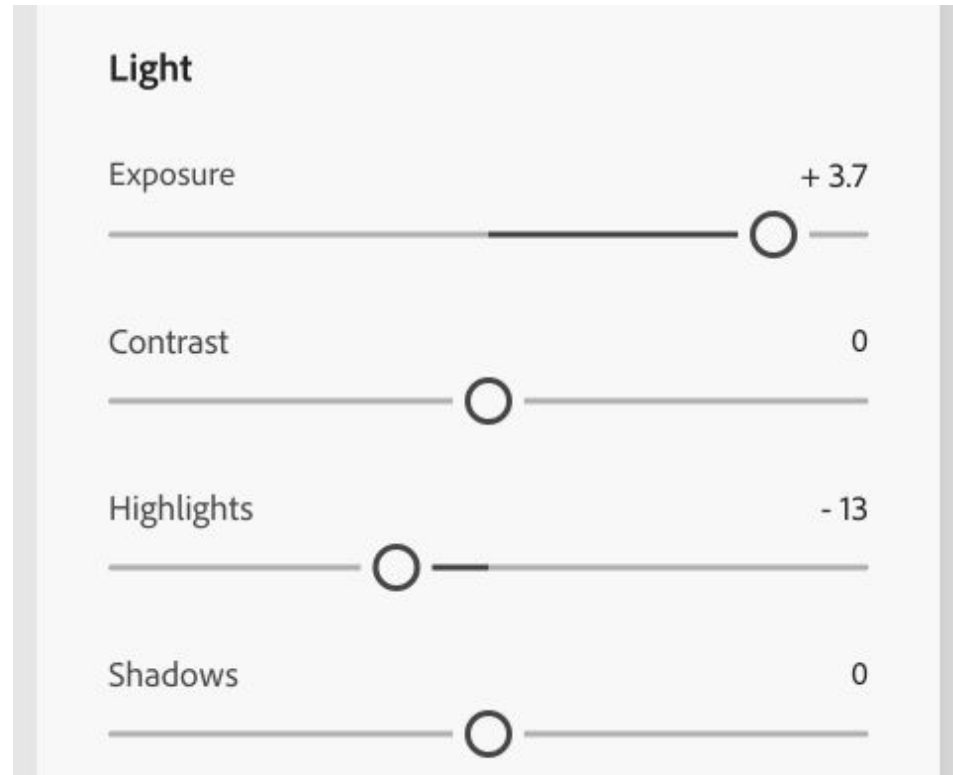 Light
Exposure + 3.7
Contrast 0
Highlights - 13
Shadows 0